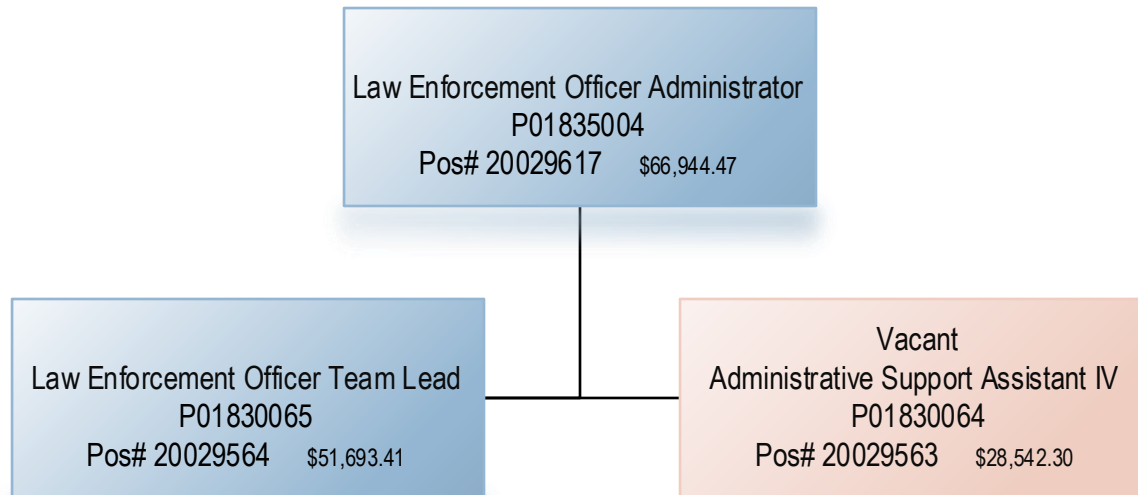 Law Enforcement Officer Administrator
P01835004
Pos# 20029617 $66,944.47
Law Enforcement Officer Team Lead
P01830065
Pos# 20029564 $51,693.41
Vacant
Administrative Support Assistant IV
P01830064
Pos# 20029563 $28,542.30